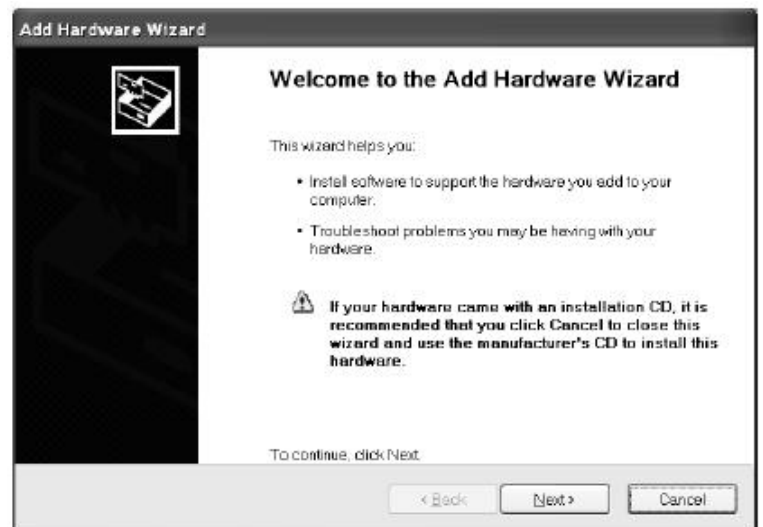 Add Hardware Wizard
Welcome to the Add Hardware Wizard
This wizard helps you:
• Install software to support the hardware you add to your
computer.
• Troubleshoot problems you may be having with your
hardware.
If your hardware came with an installation CD, it is
recommended that you click Cancel to close this
wizard and use the manufacturer's CD to install this
hardware.
To continue, click Next
< Back Next > Cancel